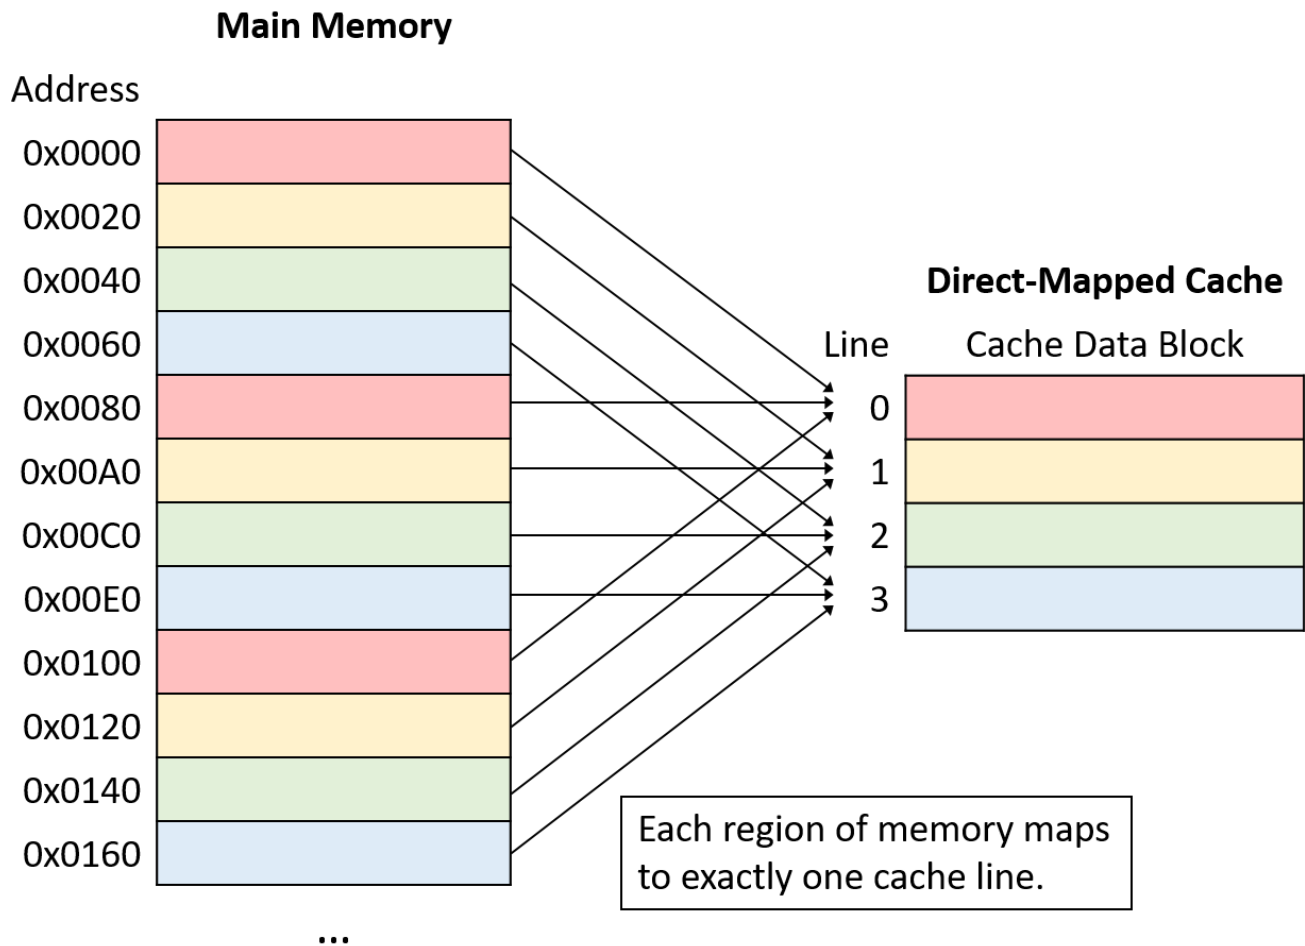 Main Memory
Address
0x0000
0x0020
0x0040
0x0060
0x0080
0x00A0
0x00C0
0x00E0
0x0100
0x0120
0x0140
0x0160
...
Direct-Mapped Cache
Line Cache Data Block
0
1
2
3
Each region of memory maps
to exactly one cache line.